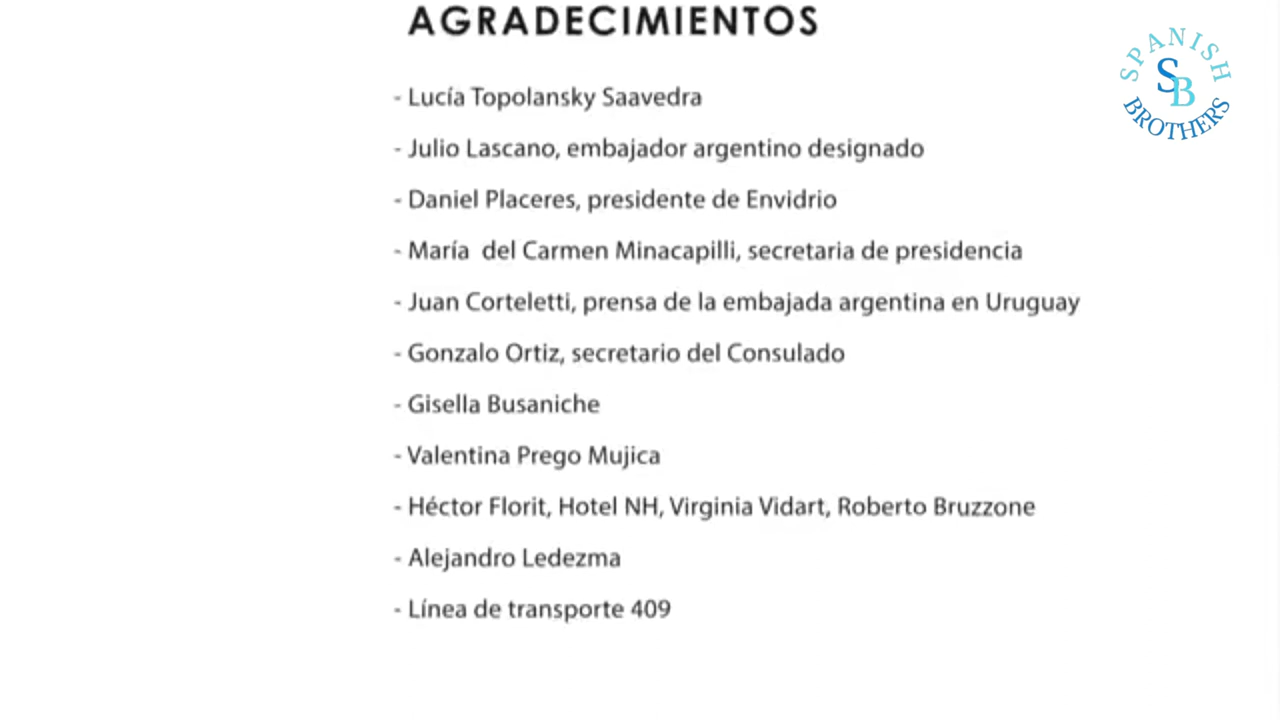 AGRADECIMIENTOS
- Lucía Topolansky Saavedra
- Julio Lascano, embajador argentino designado
- Daniel Placeres, presidente de Envidrio
- María  del Carmen Minacapilli, secretaria de presidencia
- Juan Corteletti, prensa de la embajada argentina en Uruguay
- Gonzalo Ortiz, secretario del Consulado
- Gisella Busaniche
- Valentina Prego Mujica
- Héctor Florit, Hotel NH, Virginia Vidart, Roberto Bruzzone
- Alejandro Ledezma
- Línea de transporte 409
SPANISH
SB
BROTHERS